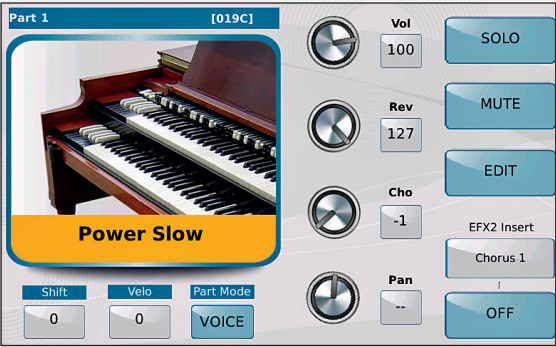 Part 1 [019C]
Power Slow
Shift Velo Part Mode
0 0 VOICE
Vol
100
Rev
127
Cho
-1
Pan
--
SOLO
MUTE
EDIT
EFX2 Insert
Chorus 1
OFF